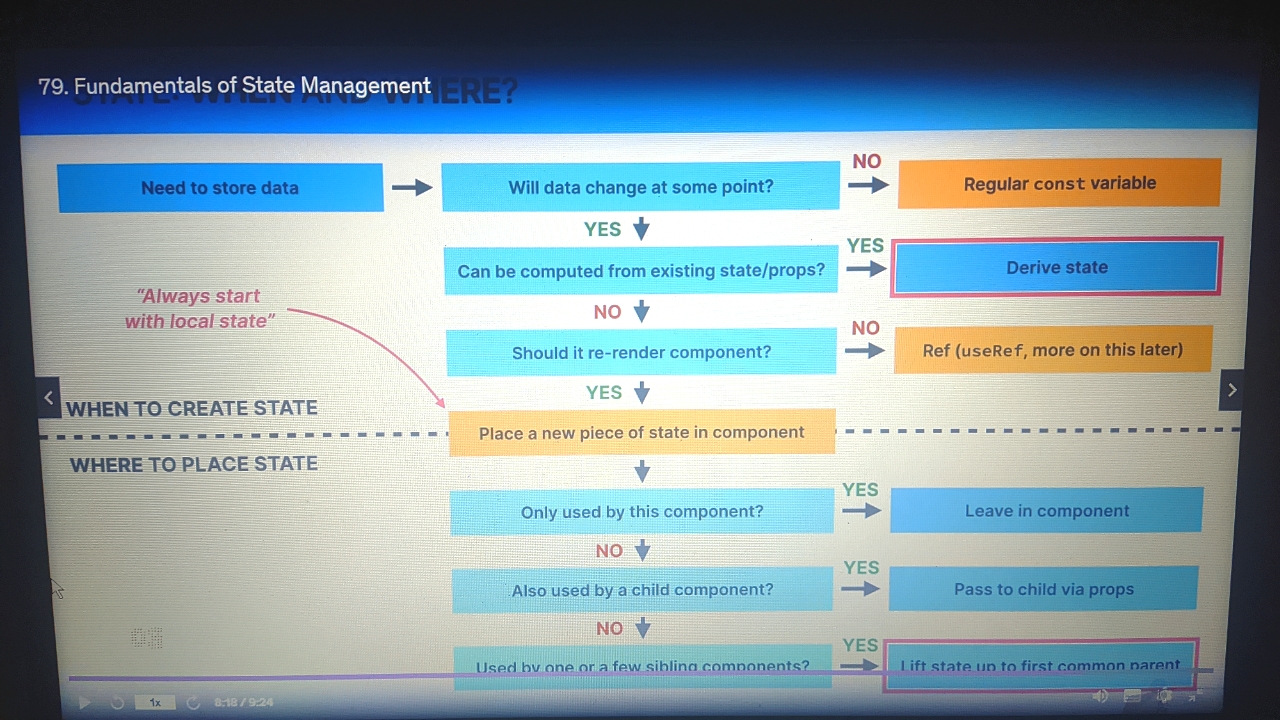 79. Fundamentals of State Management
STATE: WHEN AND WHERE?
Need to store data
Will data change at some point?
NO
Regular const variable
YES
Can be computed from existing state/props?
YES
Derive state
NO
"Always start
with local state"
Should it re-render component?
NO
Ref (useRef, more on this later)
YES
WHEN TO CREATE STATE
Place a new piece of state in component
WHERE TO PLACE STATE
Only used by this component?
YES
Leave in component
NO
Also used by a child component?
YES
Pass to child via props
NO
Used by one or a few sibling components?
YES
Lift state up to first common parent
1x
8:18 / 9:24